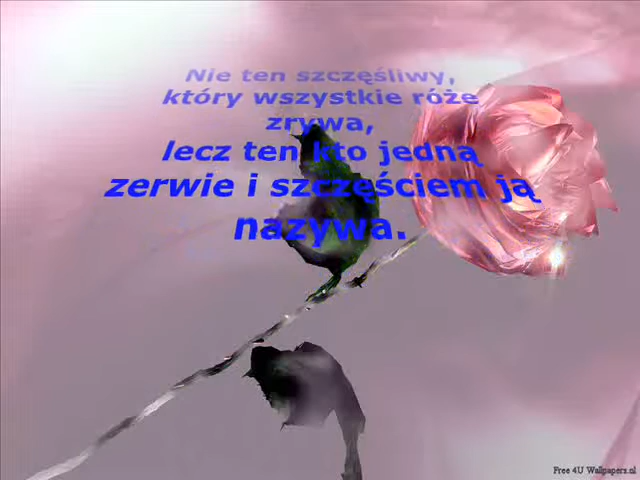 Nie ten szczęśliwy,
który wszystkie róże
zrywa,
lecz ten kto jedną
zerwie i szczęściem ją
nazywa.
Free 4U Wallpapers.nl